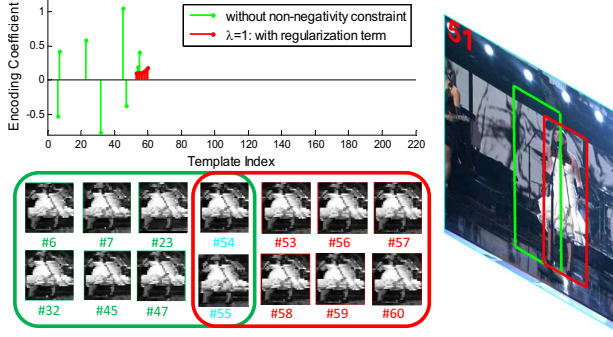 1
0.5
0
-0.5
Encoding Coefficient
without non-negativity constraint
λ=1: with regularization term
0 20 40 60 80 100 120 140 160 180 200 220
Template Index
#6 #7 #23 #54 #53 #56 #57
#32 #45 #47 #55 #58 #59 #60
51